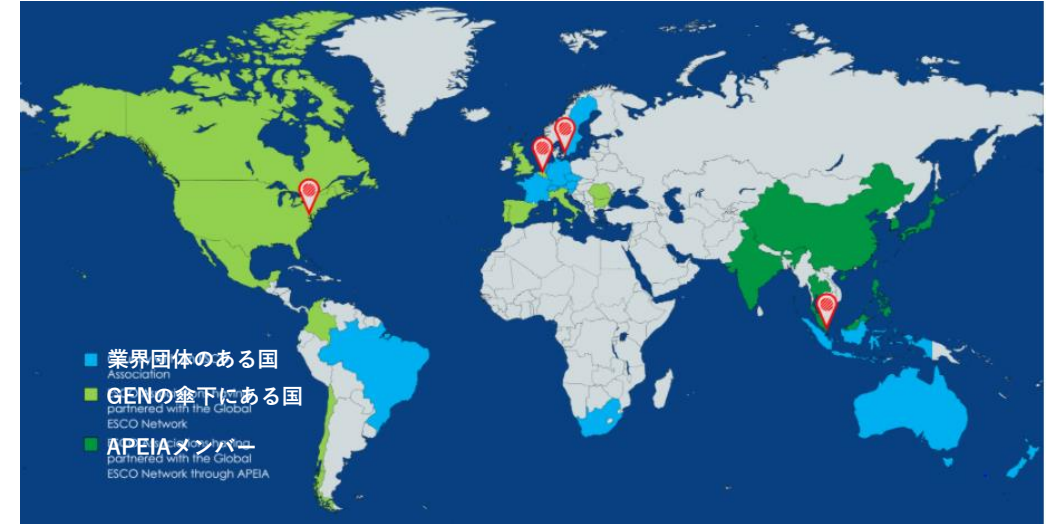 業界団体のある国
Association
GENの傘下にある国
partnered with the Global
ESCO Network
APEIAメンバー
partnered with the Global
ESCO Network through APEIA